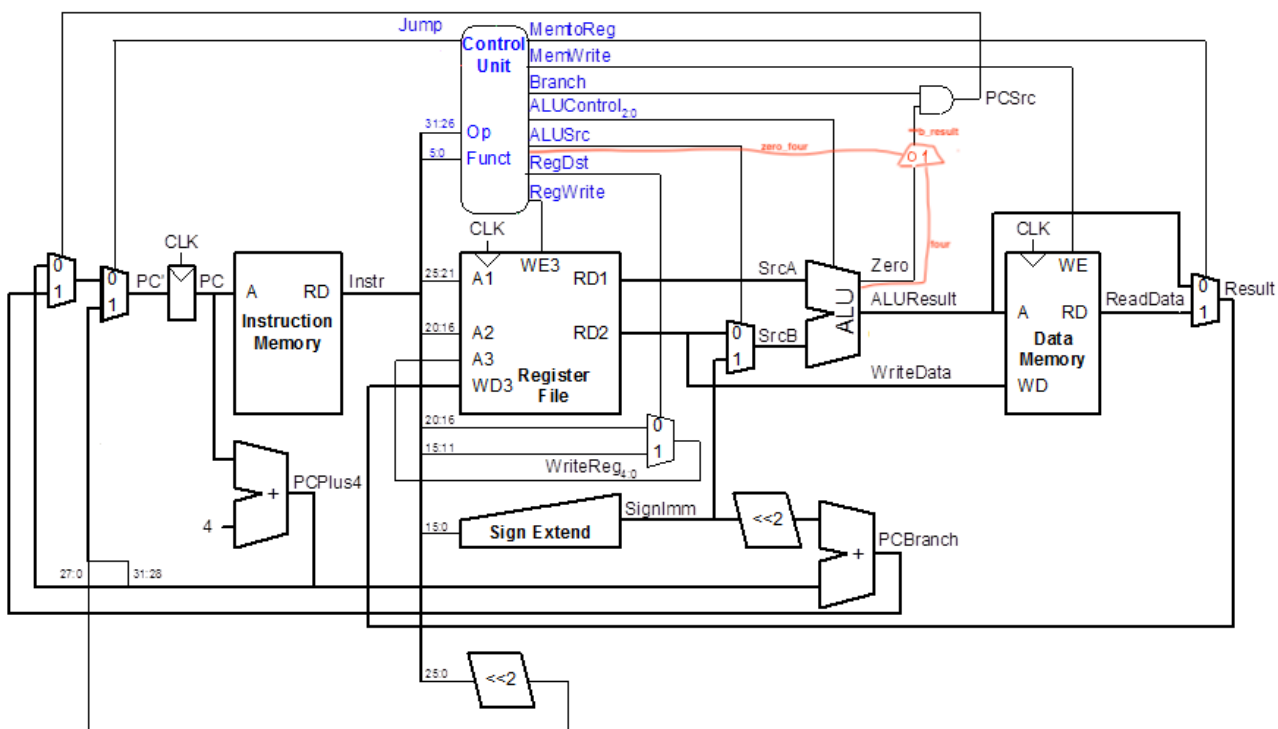 Jump
Control Unit
MemtoReg
MemWrite
Branch
ALUControl2:0
ALUSrc
RegDst
RegWrite
PCSrc
31:26
Op
5:0
Funct
zero_four
b_result
0 1
four
CLK
CLK
CLK
0
1
PC'
0
1
PC
A
RD
Instruction Memory
Instr
25:21
A1
WE3
RD1
20:16
A2
RD2
A3
WD3
Register File
SrcA
0
1
SrcB
ALU
Zero
ALUResult
WriteData
WE
A
RD
Data Memory
WD
ReadData
0
1
Result
20:16
0
15:11
1
WriteReg4:0
PCPlus4
+
4
SignImm
15:0
Sign Extend
<<2
PCBranch
+
27:0
31:28
25:0
<<2